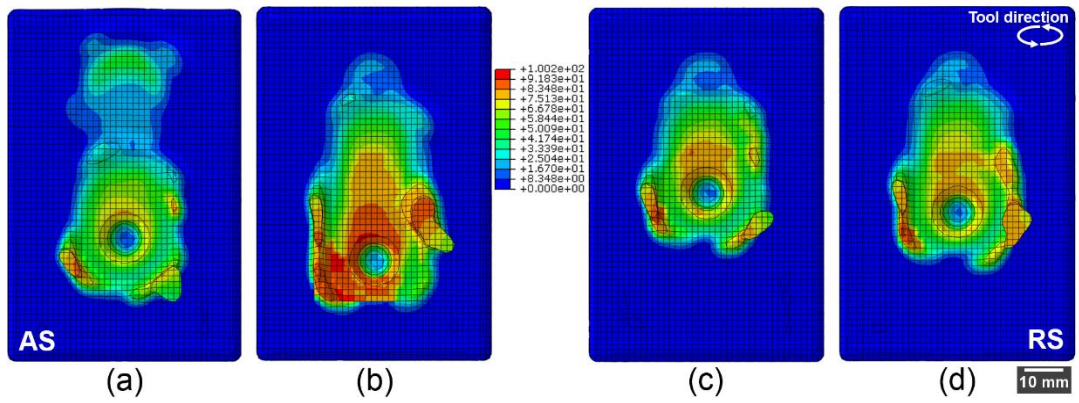 Tool direction
+1.002e+02
+9.183e+01
+8.348e+01
+7.513e+01
+6.678e+01
+5.844e+01
+5.009e+01
+4.174e+01
+3.339e+01
+2.504e+01
+1.670e+01
+8.348e+00
+0.000e+00
AS
RS
(a)
(b)
(c)
(d)
10 mm